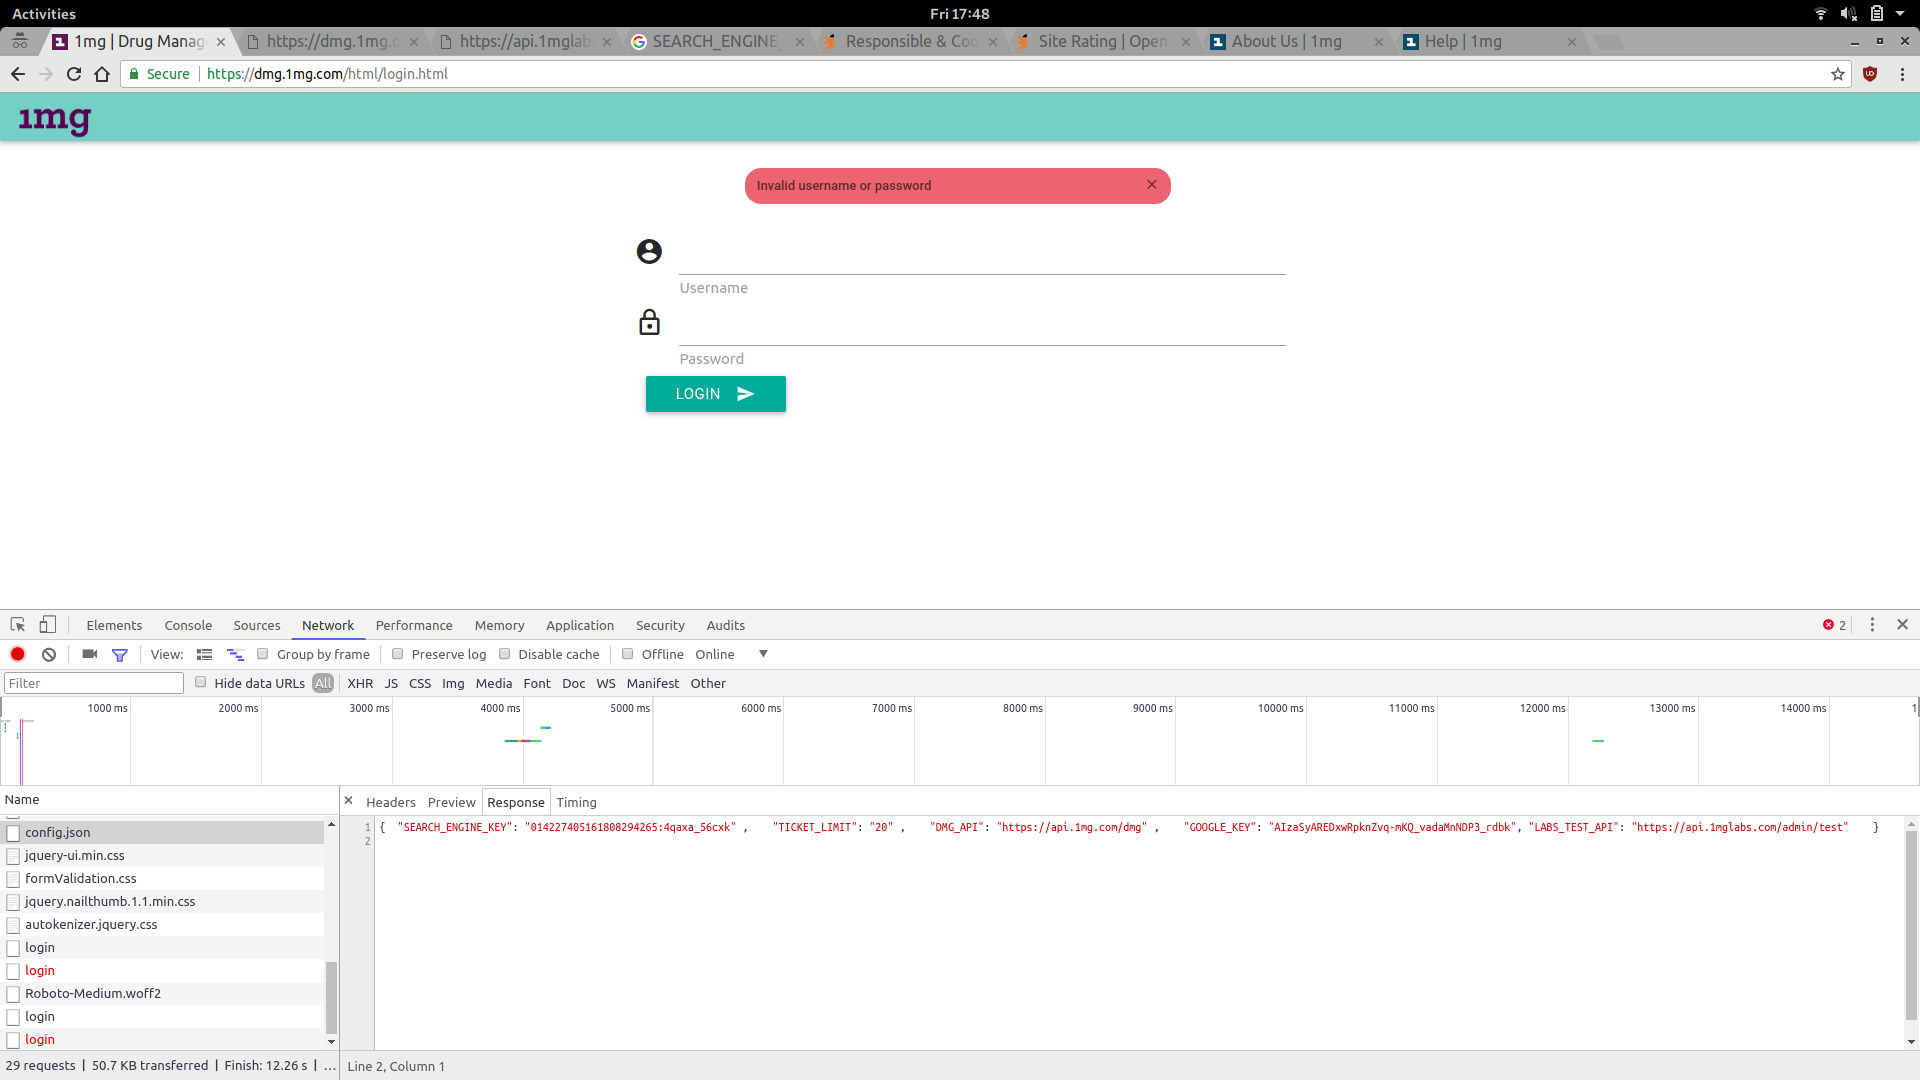 Activities
Fri 17:48
1mg | Drug Manag
https://dmg.1mg.c
https://api.1mglab
SEARCH_ENGINE_
Responsible & Coo
Site Rating | Open
About Us | 1mg
Help | 1mg
Secure
https://dmg.1mg.com/html/login.html
1mg
Invalid username or password
Username
Password
LOGIN
Elements
Console
Sources
Network
Performance
Memory
Application
Security
Audits
2
View:
Group by frame
Preserve log
Disable cache
Offline
Online
Filter
Hide data URLs
All
XHR
JS
CSS
Img
Media
Font
Doc
WS
Manifest
Other
1000 ms
2000 ms
3000 ms
4000 ms
5000 ms
6000 ms
7000 ms
8000 ms
9000 ms
10000 ms
11000 ms
12000 ms
13000 ms
14000 ms
1
Name
Headers
Preview
Response
Timing
config.json
jquery-ui.min.css
formValidation.css
jquery.nailthumb.1.1.min.css
autokenizer.jquery.css
login
login
Roboto-Medium.woff2
login
login
1 { "SEARCH_ENGINE_KEY": "014227405161808294265:4qaxa_56cxk" , "TICKET_LIMIT": "20" , "DMG_API": "https://api.1mg.com/dmg" , "GOOGLE_KEY": "AIzaSyAREDxwRpknZvq-mKQ_vadaMnNDP3_rdbk", "LABS_TEST_API": "https://api.1mglabs.com/admin/test" }
2
29 requests | 50.7 KB transferred | Finish: 12.26 s | ...
Line 2, Column 1